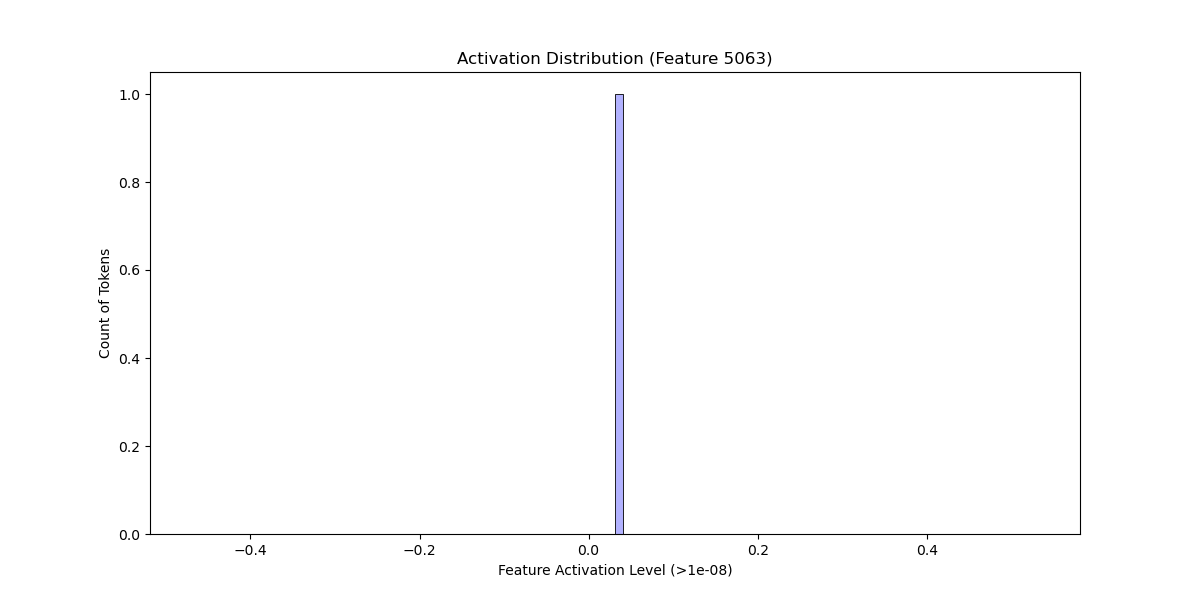 Activation Distribution (Feature 5063)
1.0
0.8
0.6
0.4
0.2
0.0
Count of Tokens
−0.4 −0.2 0.0 0.2 0.4
Feature Activation Level (>1e-08)